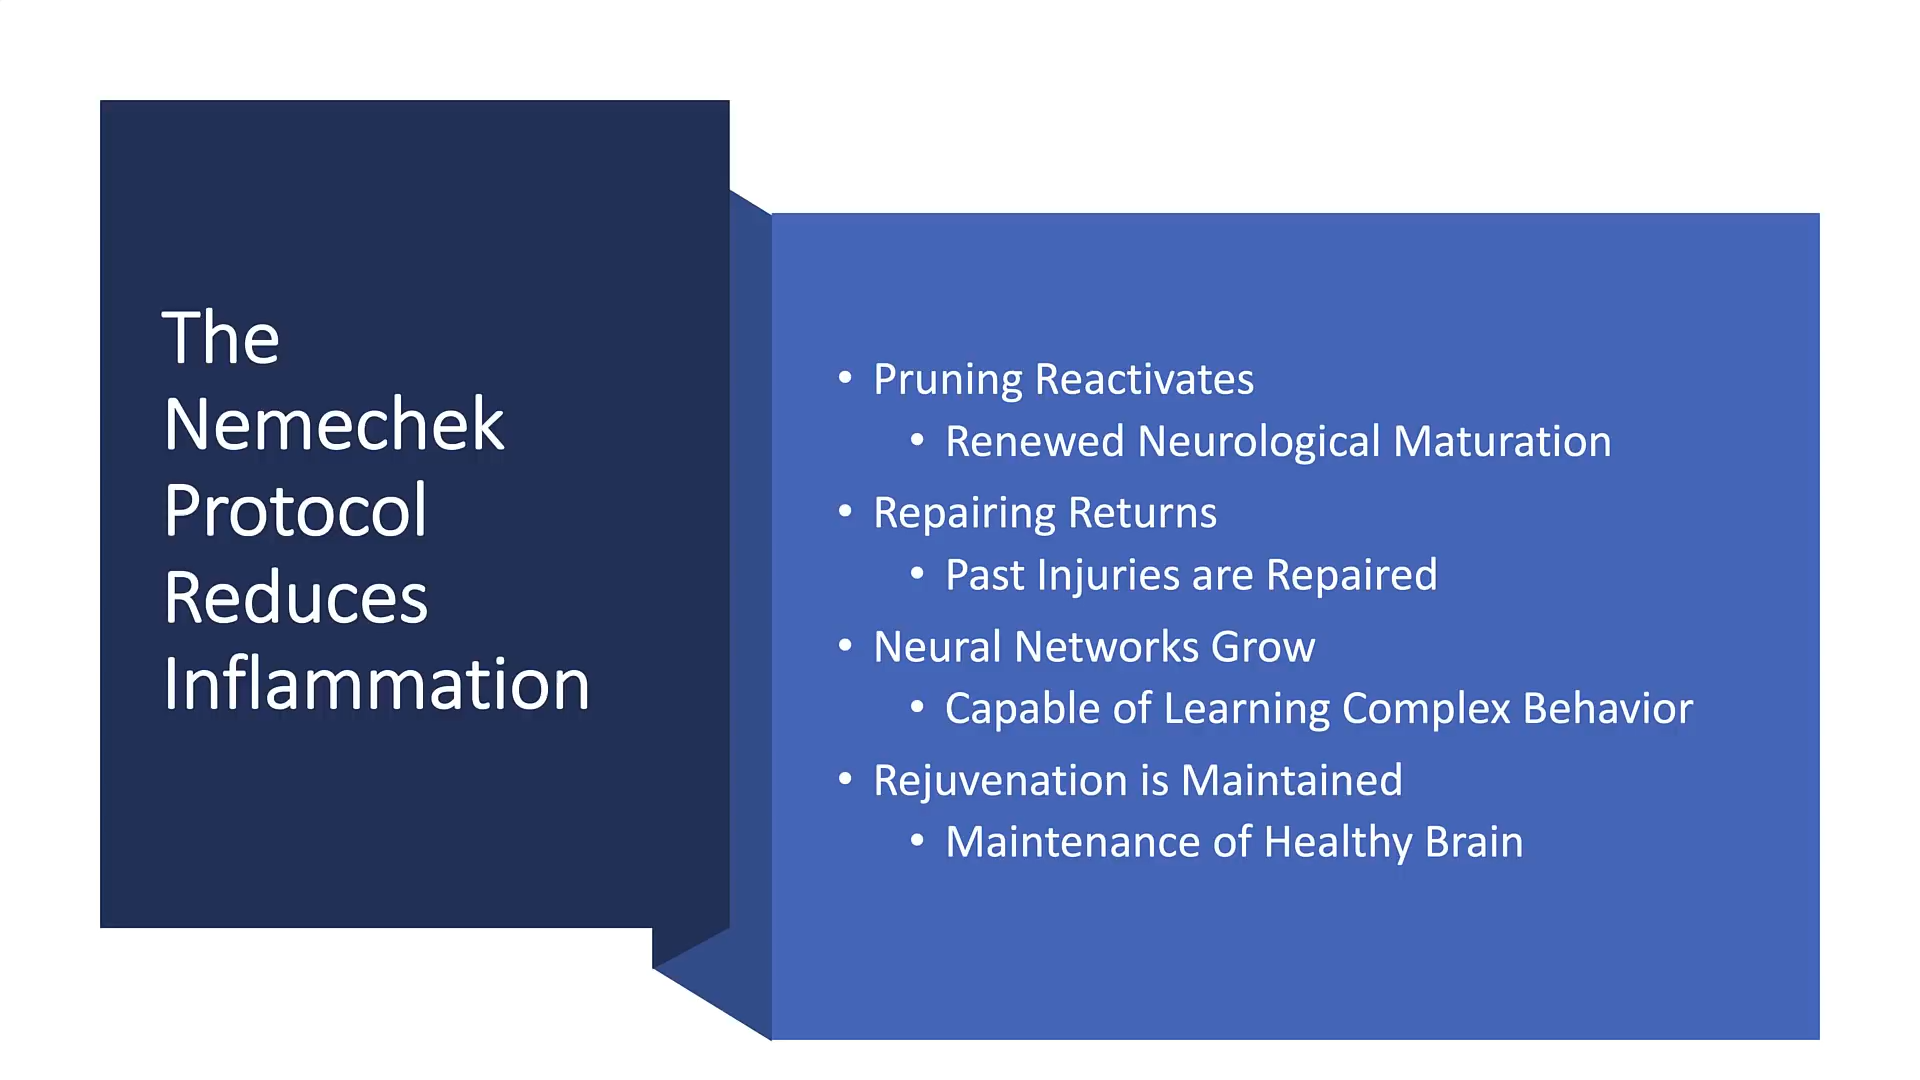 The
Nemechek
Protocol
Reduces
Inflammation
• Pruning Reactivates
• Renewed Neurological Maturation
• Repairing Returns
• Past Injuries are Repaired
• Neural Networks Grow
• Capable of Learning Complex Behavior
• Rejuvenation is Maintained
• Maintenance of Healthy Brain